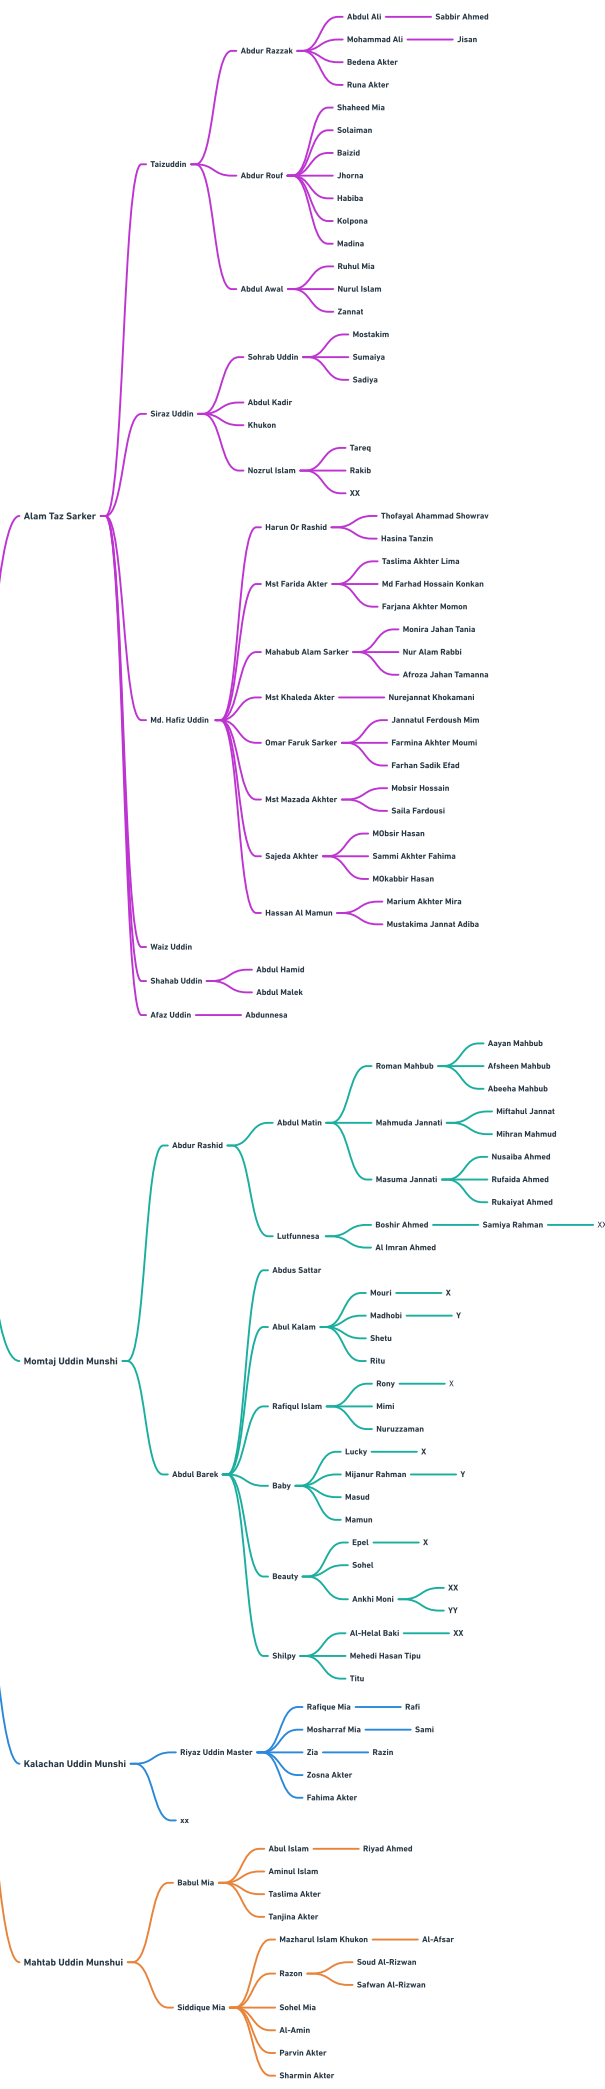 Abdul Ali
Sabbir Ahmed
Mohammad Ali
Jisan
Abdur Razzak
Bedena Akter
Runa Akter
Shaheed Mia
Solaiman
Baizid
Taizuddin
Abdur Rouf
Jhorna
Habiba
Kolpona
Madina
Ruhul Mia
Abdul Awal
Nurul Islam
Zannat
Mostakim
Sohrab Uddin
Sumaiya
Sadiya
Abdul Kadir
Siraz Uddin
Khukon
Tareq
Nozrul Islam
Rakib
XX
Alam Taz Sarker
Thofayal Ahammad Showrav
Harun Or Rashid
Hasina Tanzin
Taslima Akhter Lima
Mst Farida Akter
Md Farhad Hossain Konkan
Farjana Akhter Momon
Monira Jahan Tania
Mahabub Alam Sarker
Nur Alam Rabbi
Afroza Jahan Tamanna
Mst Khaleda Akter
Nurejannat Khokamani
Md. Hafiz Uddin
Jannatul Ferdoush Mim
Omar Faruk Sarker
Farmina Akhter Moumi
Farhan Sadik Efad
Mobsir Hossain
Mst Mazada Akhter
Saila Fardousi
MObsir Hasan
Sajeda Akhter
Sammi Akhter Fahima
MOkabbir Hasan
Marium Akhter Mira
Hassan Al Mamun
Mustakima Jannat Adiba
Waiz Uddin
Abdul Hamid
Shahab Uddin
Abdul Malek
Afaz Uddin
Abdunnesa
Aayan Mahbub
Roman Mahbub
Afsheen Mahbub
Abeeha Mahbub
Miftahul Jannat
Abdul Matin
Mahmuda Jannati
Mihran Mahmud
Abdur Rashid
Nusaiba Ahmed
Masuma Jannati
Rufaida Ahmed
Rukaiyat Ahmed
Boshir Ahmed
Samiya Rahman
XX
Lutfunnesa
Al Imran Ahmed
Abdus Sattar
Mouri
X
Madhobi
Y
Abul Kalam
Shetu
Momtaj Uddin Munshi
Ritu
Rony
X
Rafiqul Islam
Mimi
Nuruzzaman
Lucky
X
Abdul Barek
Mijanur Rahman
Y
Baby
Masud
Mamun
Epel
X
Sohel
Beauty
XX
Ankhi Moni
YY
Al-Helal Baki
XX
Shilpy
Mehedi Hasan Tipu
Titu
Rafique Mia
Rafi
Mosharraf Mia
Sami
Kalachan Uddin Munshi
Riyaz Uddin Master
Zia
Razin
Zosna Akter
Fahima Akter
xx
Abul Islam
Riyad Ahmed
Aminul Islam
Babul Mia
Taslima Akter
Tanjina Akter
Mazharul Islam Khukon
Al-Afsar
Mahtab Uddin Munshui
Soud Al-Rizwan
Razon
Safwan Al-Rizwan
Siddique Mia
Sohel Mia
Al-Amin
Parvin Akter
Sharmin Akter